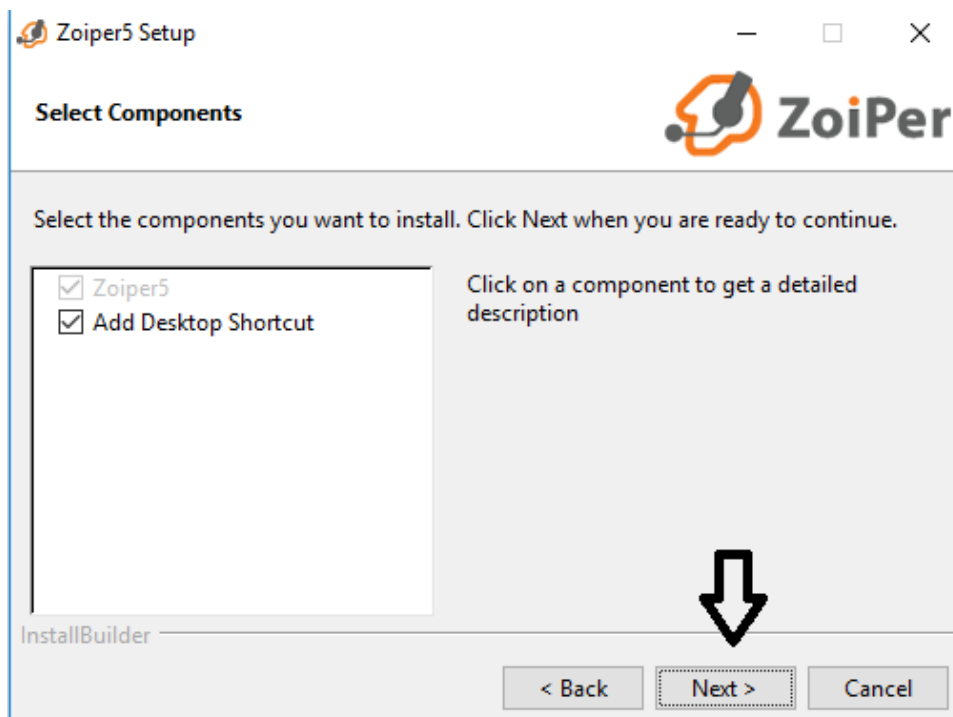 Zoiper5 Setup
Select Components
ZoiPer
Select the components you want to install. Click Next when you are ready to continue.
Zoiper5
Add Desktop Shortcut
Click on a component to get a detailed
description
InstallBuilder
< Back
Next >
Cancel